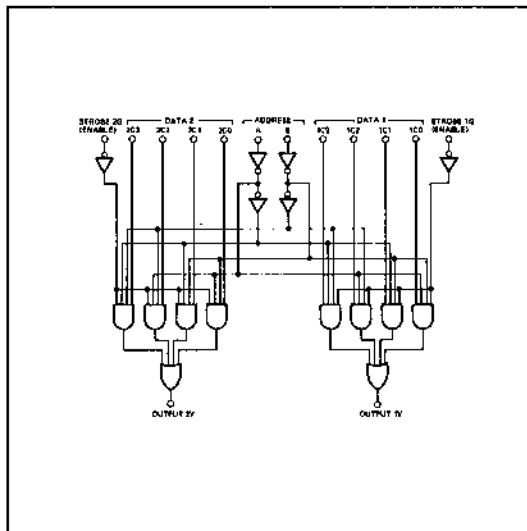 STROBE 2G
(ENABLE)
DATA 2
2C3 2C2 2C1 2C0
ADDRESS
A B
DATA 1
1C3 1C2 1C1 1C0
STROBE 1G
(ENABLE)
OUTPUT 2Y
OUTPUT 1Y